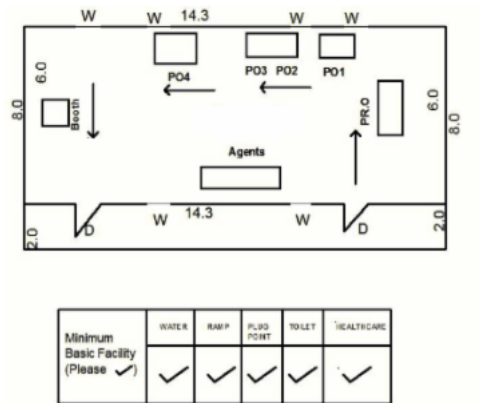 W W 14.3 W W
PO4 PO3 PO2 PO1
6.0 6.0
8.0 8.0
Booth PR.O
Agents
W 14.3 W
D D
2.0 2.0
WATER RAMP PLUG POINT TOILET HEALTHCARE
Minimum
Basic Facility
(Please ✓)
✓ ✓ ✓ ✓ ✓